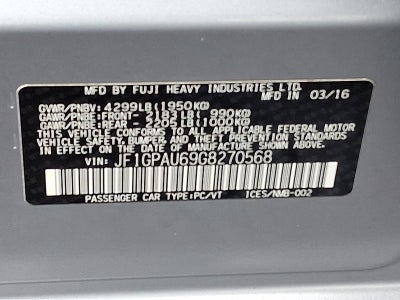 MFD BY FUJI HEAVY INDUSTRIES LTD. IN 03/16
GVWR/PNBV: 4299LB(1950KG)
GAWR/PNBE:FRONT- 2183LB( 990KG)
GAWR/PNBE:REAR - 2205LB(1000KG)
THIS VEHICLE CONFORMS TO ALL APPLICABLE FEDERAL MOTOR
VEHICLE SAFETY, BUMPER, AND THEFT PREVENTION STANDARDS
IN EFFECT ON THE DATE OF MANUFACTURE SHOWN ABOVE.
VIN: JF1GPAU69G8270568
PASSENGER CAR TYPE:PC/VT ICES/NMB-002